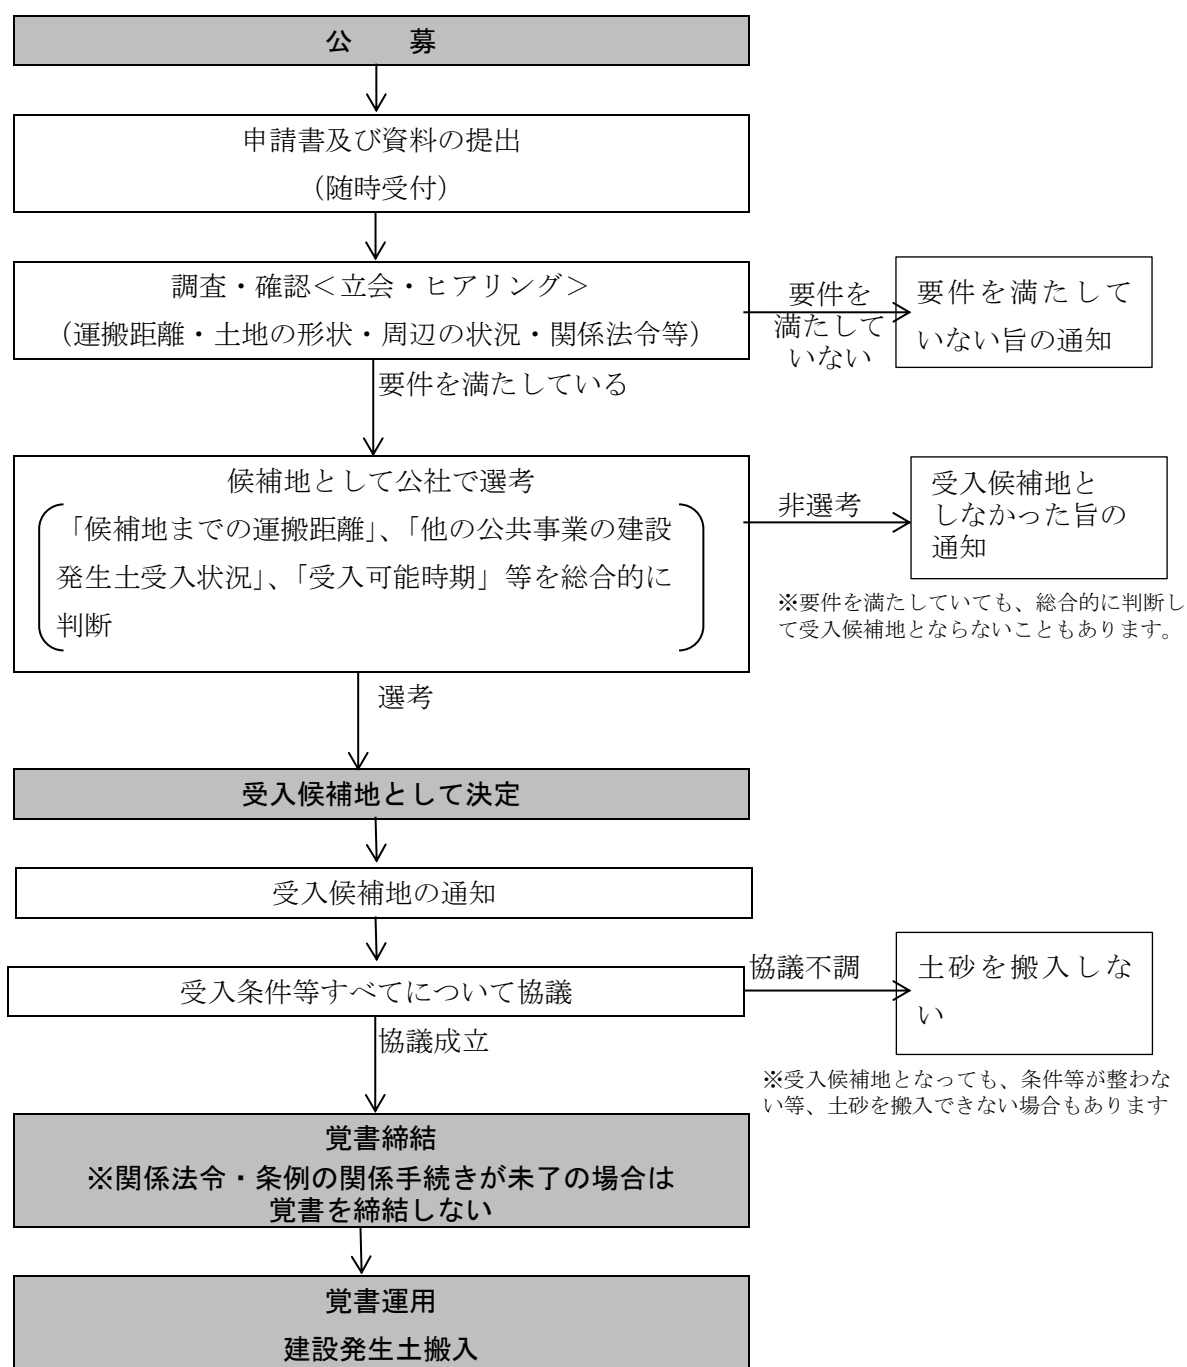 公　　募
申請書及び資料の提出
（随時受付）
調査・確認＜立会・ヒアリング＞
（運搬距離・土地の形状・周辺の状況・関係法令等）
要件を
満たして
いない
要件を満たして
いない旨の通知
要件を満たしている
候補地として公社で選考
「候補地までの運搬距離」、「他の公共事業の建設
発生土受入状況」、「受入可能時期」等を総合的に
判断
非選考
受入候補地と
しなかった旨の
通知
※要件を満たしていても、総合的に判断し
て受入候補地とならないこともあります。
選考
受入候補地として決定
受入候補地の通知
受入条件等すべてについて協議
協議不調
土砂を搬入しな
い
※受入候補地となっても、条件等が整わな
い等、土砂を搬入できない場合もあります
協議成立
覚書締結
※関係法令・条例の関係手続きが未了の場合は
覚書を締結しない
覚書運用
建設発生土搬入